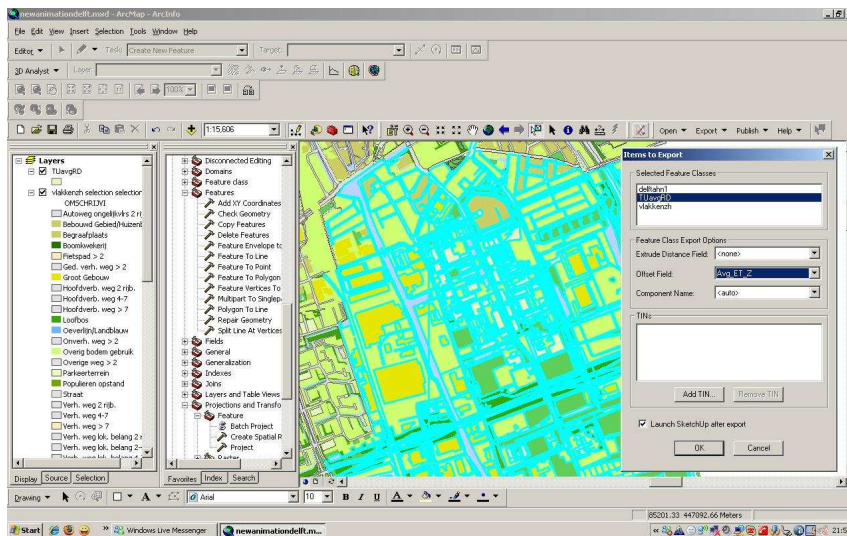 newanimationdelft.mxd - ArcMap - ArcInfo
File Edit View Insert Selection Tools Window Help
Editor Task: Create New Feature Target:
3D Analyst Layer:
100%
1:15,606 Open Export Publish Help
Layers
TUavgRD
vlakkenzh selection selection
OMSCHRIJVI
Autoweg ongelijkvlrs 2 rij
Bebouwd Gebied/Huizenb
Begraafplaats
Boomkwekerij
Fietspad > 2
Ged. verh. weg > 2
Groot Gebouw
Hoofdverb. weg 2 rijb.
Hoofdverb. weg 4-7
Hoofdverb. weg > 7
Loofbos
Oeverlijn/Landblauw
Onverh. weg > 2
Overig bodem gebruik
Overige weg > 2
Parkeerterrein
Populieren opstand
Straat
Verh. weg 2 rijb.
Verh. weg 4-7
Verh. weg > 7
Verh. weg lok. belang 2 r
Verh. weg lok. belang 2-
Display Source Selection
Disconnected Editing
Domains
Feature class
Features
Add XY Coordinates
Check Geometry
Copy Features
Delete Features
Feature Envelope to
Feature To Line
Feature To Point
Feature To Polygon
Feature Vertices To
Multipart To Singlep
Polygon To Line
Repair Geometry
Split Line At Vertices
Fields
General
Generalization
Indexes
Joins
Layers and Table Views
Projections and Transfo
Feature
Batch Project
Create Spatial R
Project
Raster
Favorites Index Search
Items to Export
Selected Feature Classes
delftahn1
TUavgRD
vlakkenzh
Feature Class Export Options
Extrude Distance Field: <none>
Offset Field: Avg_ET_Z
Component Name: <auto>
TINs
Add TIN... Remove TIN
Launch SketchUp after export
OK Cancel
Drawing A Arial 10 B I U A
85201.33 447092.66 Meters
Start Windows Live Messenger newanimationdelft.m... 21:5